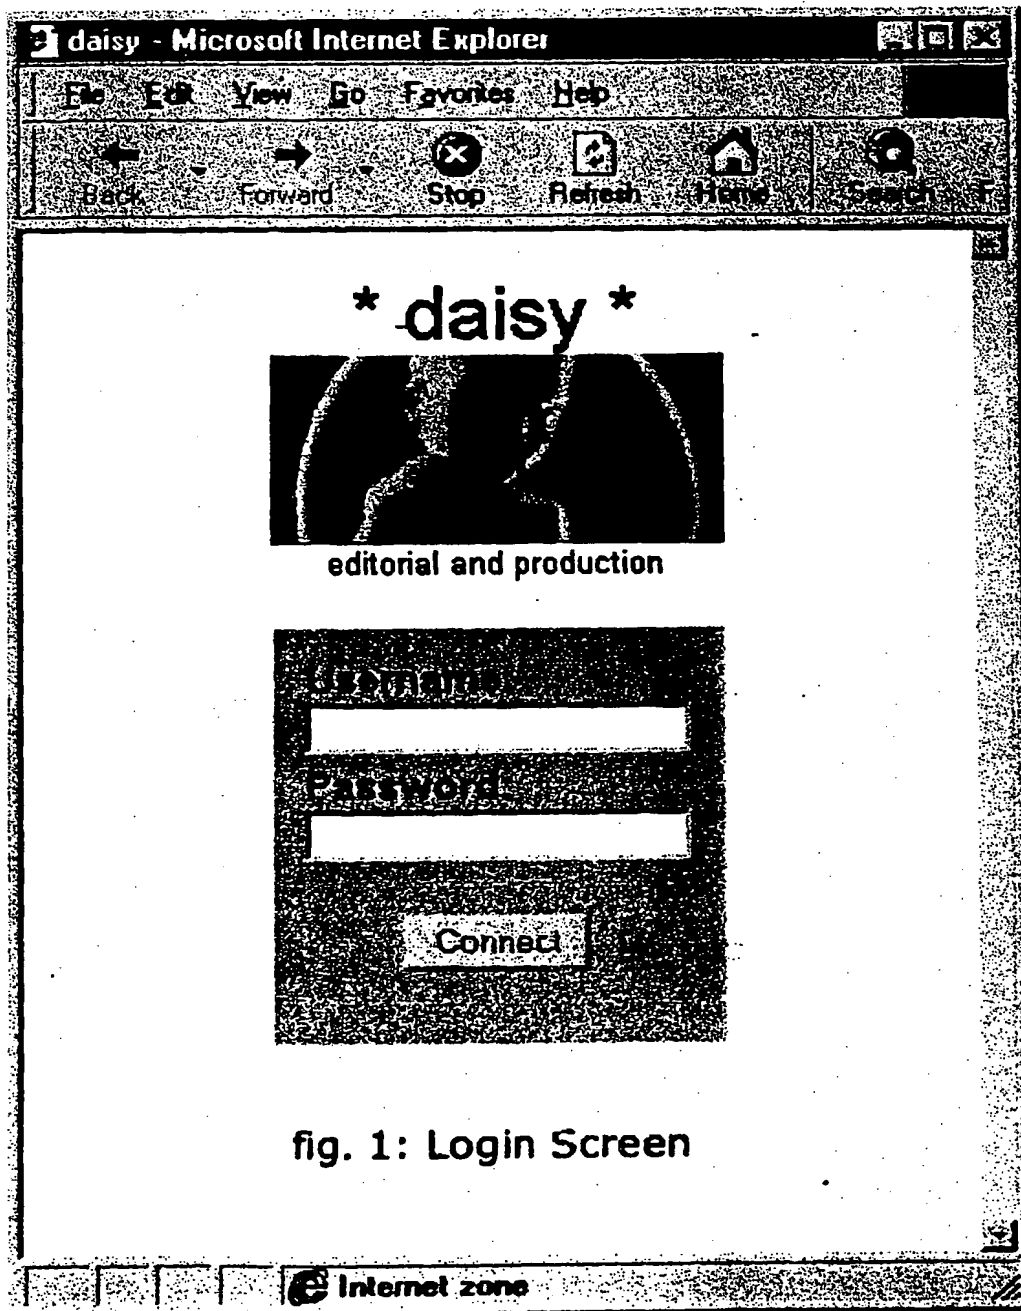 daisy - Microsoft Internet Explorer
File Edit View Go Favorites Help
Back Forward Stop Refresh Home Search F
* daisy *
editorial and production
Username
Password
Connect
fig. 1: Login Screen
Internet zone